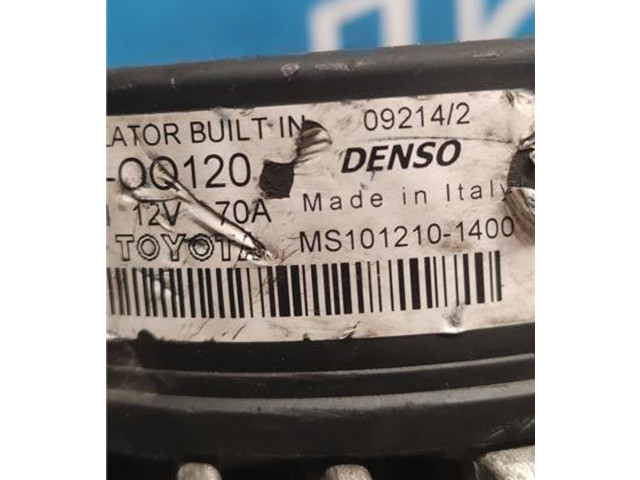 LATOR BUILT IN 09214/2
-0Q120 DENSO
12V 70A Made in Italy
TOYOTA MS101210-1400